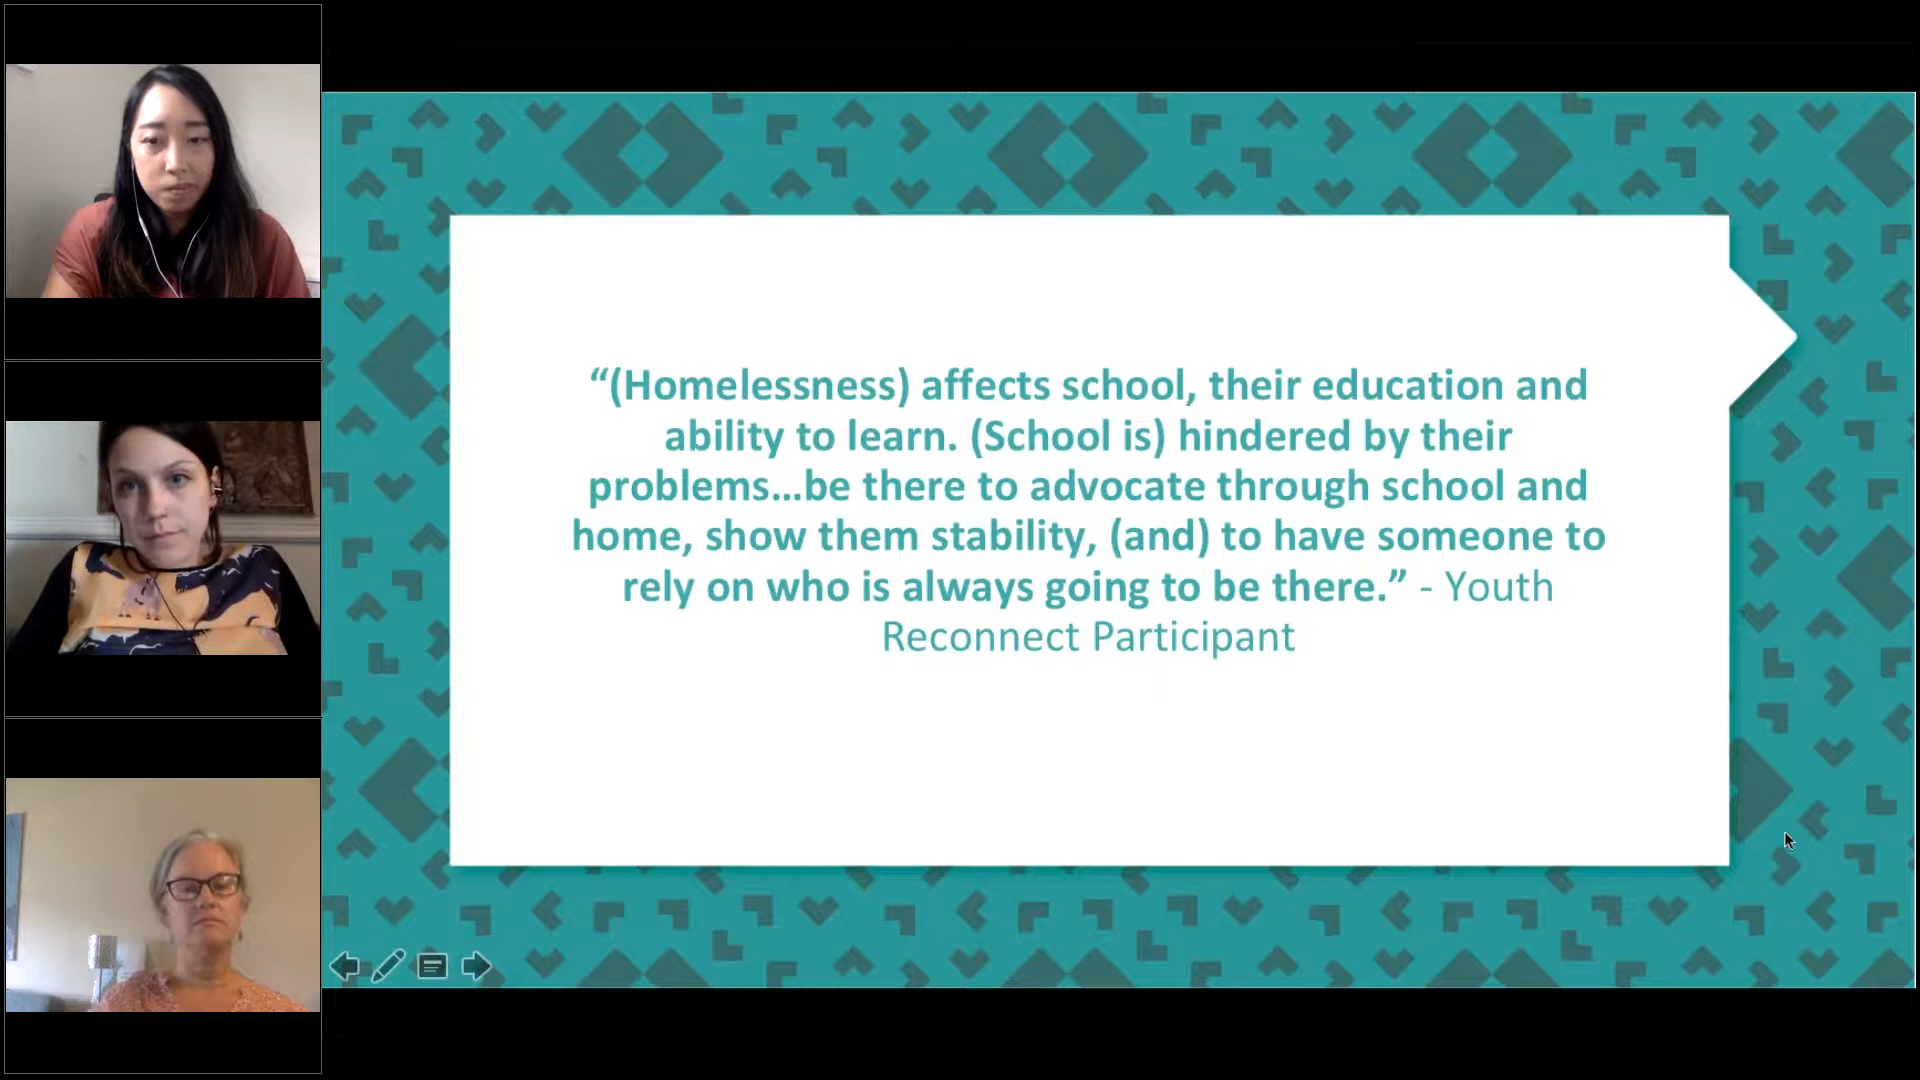 “(Homelessness) affects school, their education and
ability to learn. (School is) hindered by their
problems...be there to advocate through school and
home, show them stability, (and) to have someone to
rely on who is always going to be there.” - Youth
Reconnect Participant